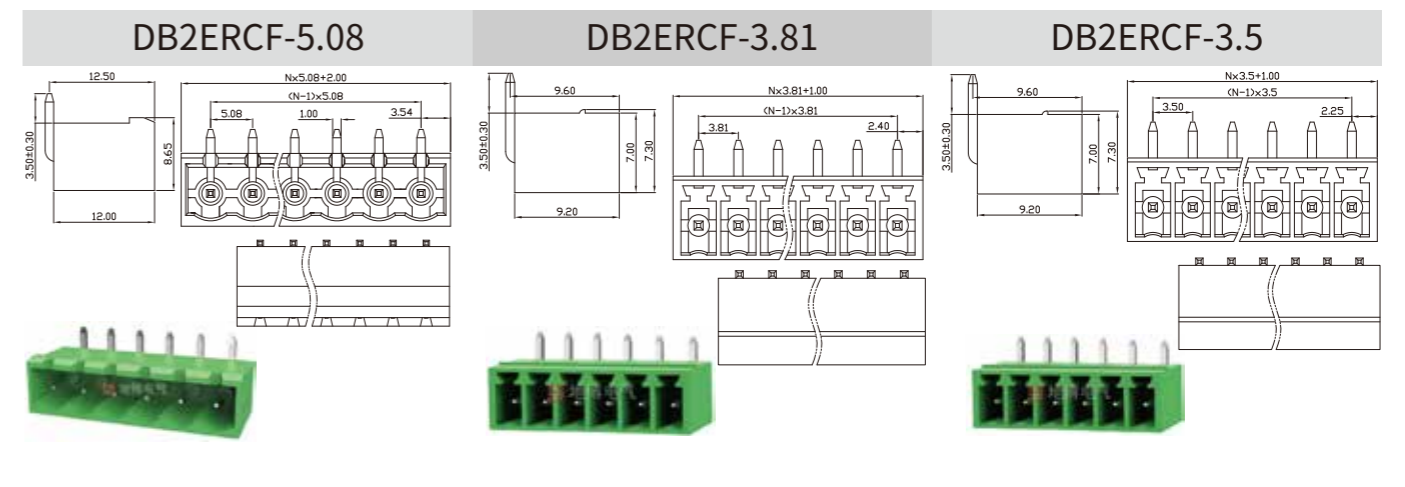 DB2ERCF-5.08
12.50
3.50±0.30
8.65
12.00
N×5.08+2.00
(N-1)×5.08
5.08
1.00
3.54
DB2ERCF-3.81
9.60
3.50±0.30
7.00
7.30
9.20
N×3.81+1.00
(N-1)×3.81
3.81
2.40
DB2ERCF-3.5
9.60
3.50±0.30
7.00
7.30
9.20
N×3.5+1.00
(N-1)×3.5
3.50
2.25